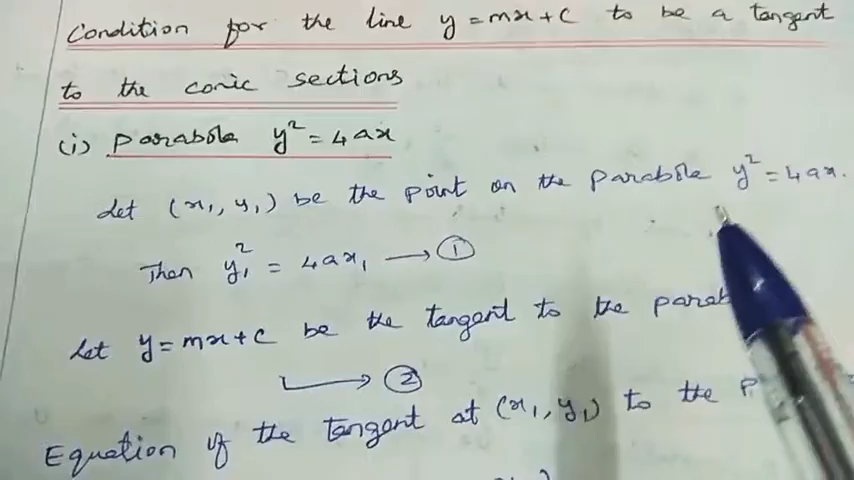 Condition for the line y = mx + c to be a tangent
to the conic sections
(i) Parabola y² = 4ax
Let (x₁, y₁) be the point on the parabola y² = 4ax.
Then y₁² = 4ax₁ → ①
Let y = mx + c be the tangent to the parab
→ ②
Equation of the tangent at (x₁, y₁) to the P